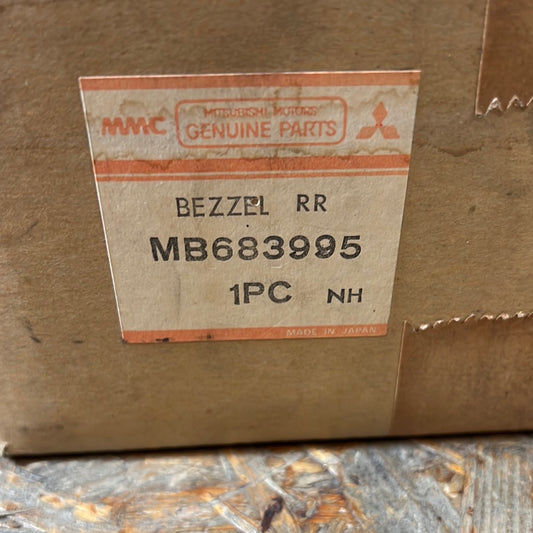 MMC
MITSUBISHI MOTORS
GENUINE PARTS
BEZZEL RR
MB683995
1PC NH
MADE IN JAPAN